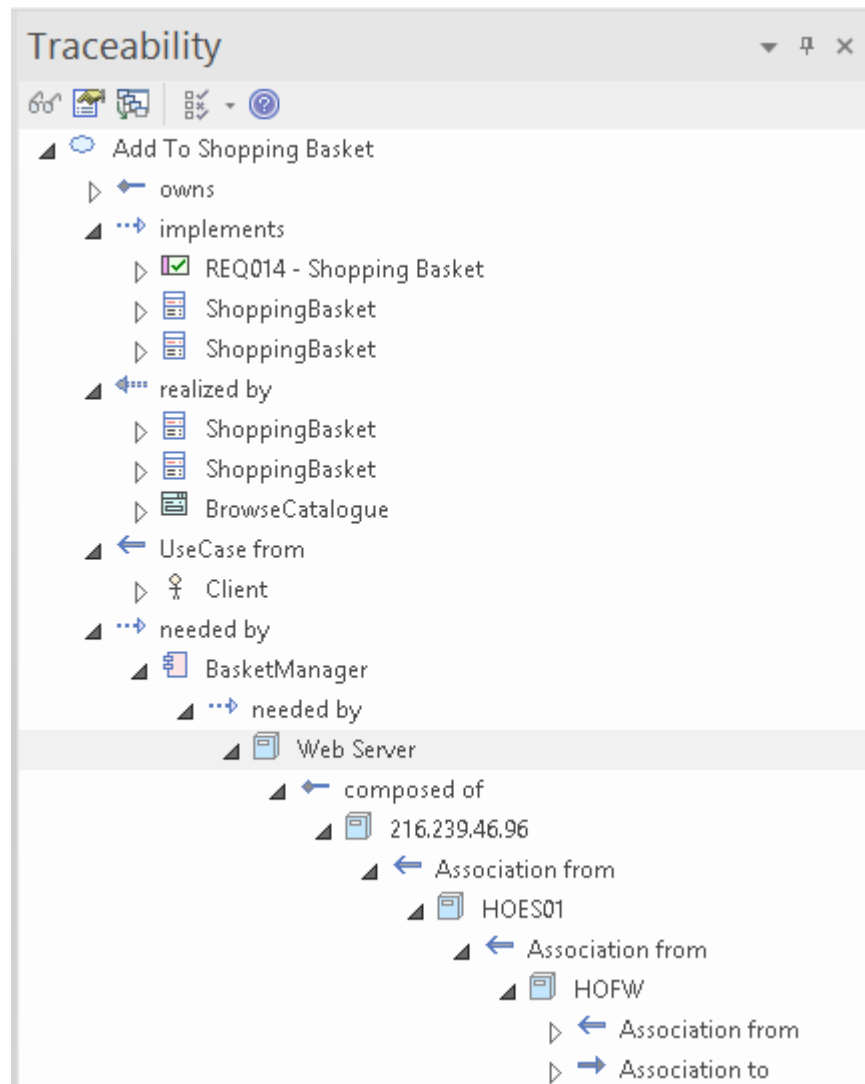 Traceability
Add To Shopping Basket
owns
implements
REQ014 - Shopping Basket
ShoppingBasket
ShoppingBasket
realized by
ShoppingBasket
ShoppingBasket
BrowseCatalogue
UseCase from
Client
needed by
BasketManager
needed by
Web Server
composed of
216.239.46.96
Association from
HOES01
Association from
HOFW
Association from
Association to